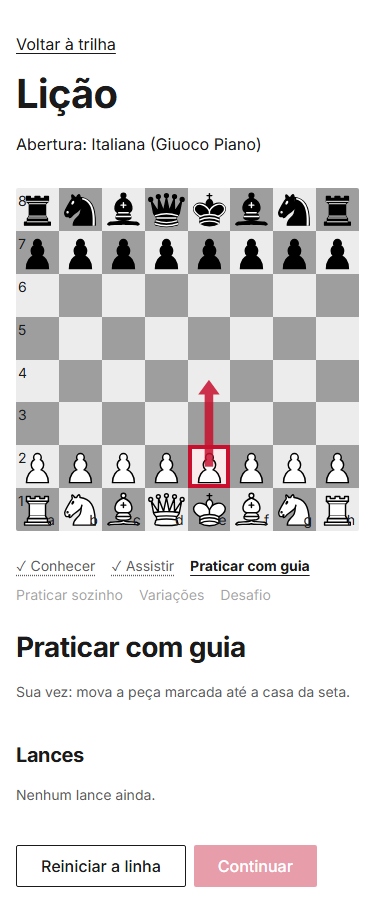 Voltar à trilha
Lição
Abertura: Italiana (Giuoco Piano)
8
7
6
5
4
3
2
1
a b c d e f g h
✓ Conhecer ✓ Assistir Praticar com guia
Praticar sozinho Variações Desafio
Praticar com guia
Sua vez: mova a peça marcada até a casa da seta.
Lances
Nenhum lance ainda.
Reiniciar a linha Continuar